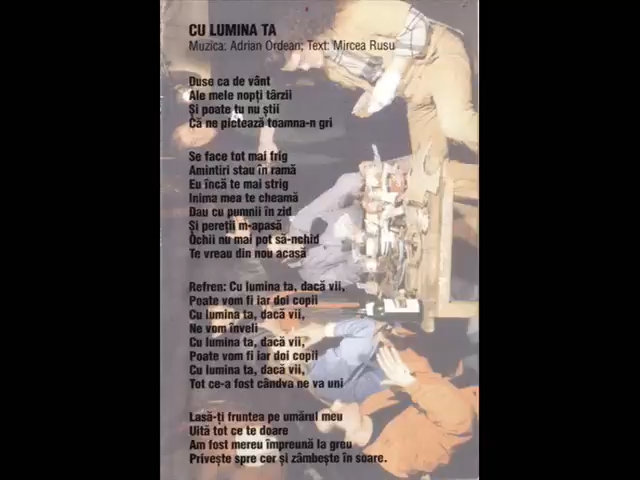 CU LUMINA TA
Muzica: Adrian Ordean; Text: Mircea Rusu
Duse ca de vânt
Ale mele nopți târzii
Și poate tu nu știi
Că ne pictează toamna-n gri
Se face tot mai frig
Amintiri stau în ramă
Eu încă te mai strig
Inima mea te cheamă
Dau cu pumnii în zid
Și pereții m-apasă
Ochii nu mai pot să-nchid
Te vreau din nou acasă
Refren: Cu lumina ta, dacă vii,
Poate vom fi iar doi copii
Cu lumina ta, dacă vii,
Ne vom înveli
Cu lumina ta, dacă vii,
Poate vom fi iar doi copii
Cu lumina ta, dacă vii,
Tot ce-a fost cândva ne va uni
Lasă-ți fruntea pe umărul meu
Uită tot ce te doare
Am fost mereu împreună la greu
Privește spre cer și zâmbește în soare.